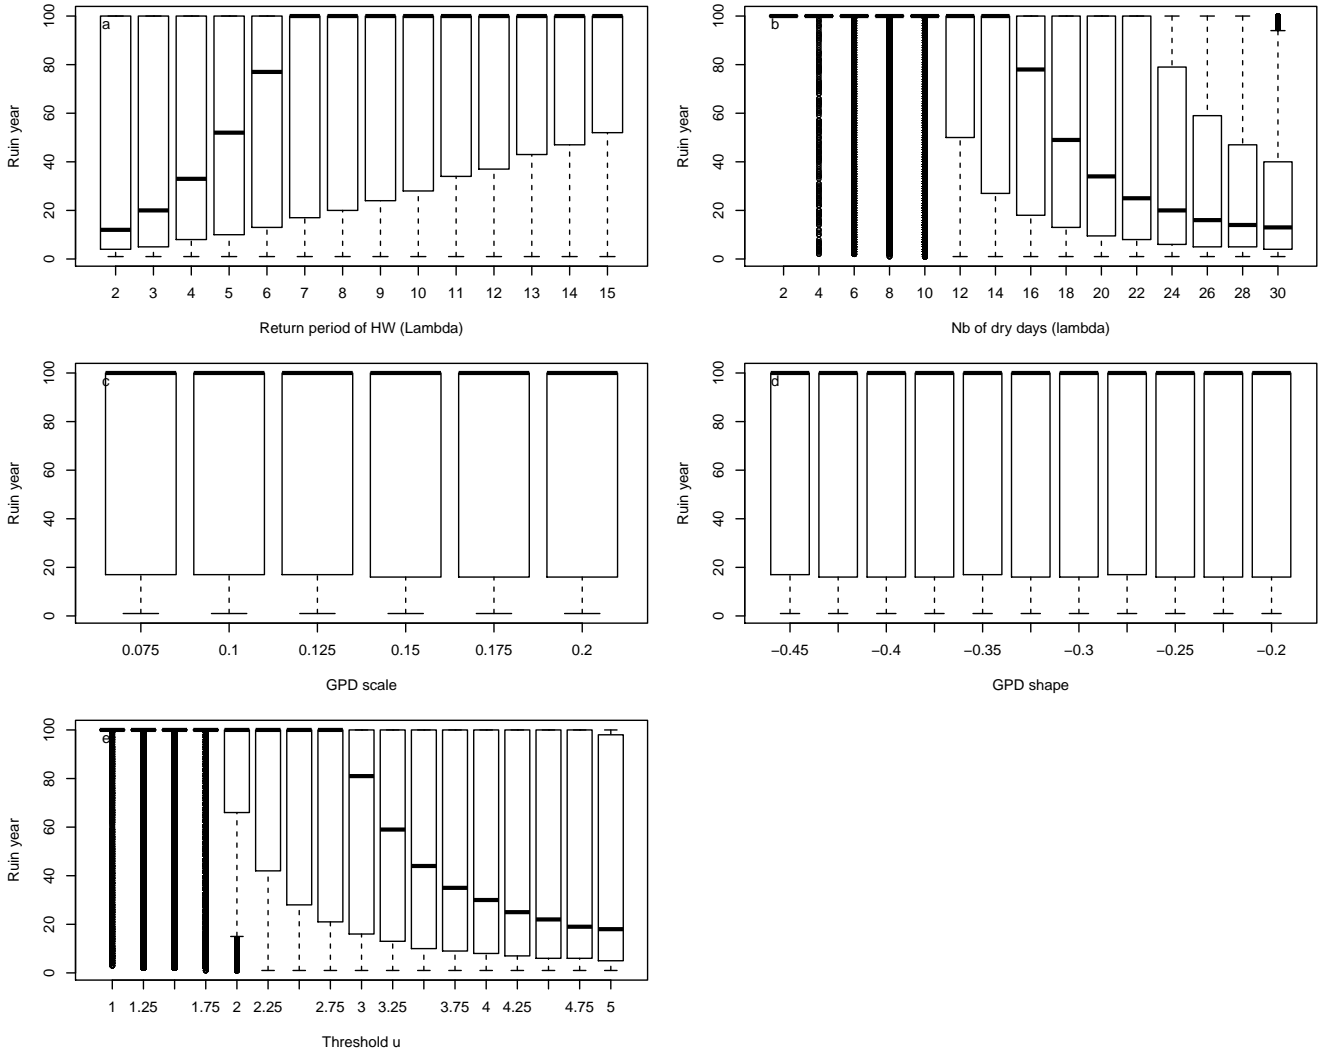 a
Ruin year
0 20 40 60 80 100
2 3 4 5 6 7 8 9 10 11 12 13 14 15
Return period of HW (Lambda)
b
Ruin year
0 20 40 60 80 100
2 4 6 8 10 12 14 16 18 20 22 24 26 28 30
Nb of dry days (lambda)
c
Ruin year
0 20 40 60 80 100
0.075 0.1 0.125 0.15 0.175 0.2
GPD scale
d
Ruin year
0 20 40 60 80 100
−0.45 −0.4 −0.35 −0.3 −0.25 −0.2
GPD shape
e
Ruin year
0 20 40 60 80 100
1 1.25 1.75 2 2.25 2.75 3 3.25 3.75 4 4.25 4.75 5
Threshold u